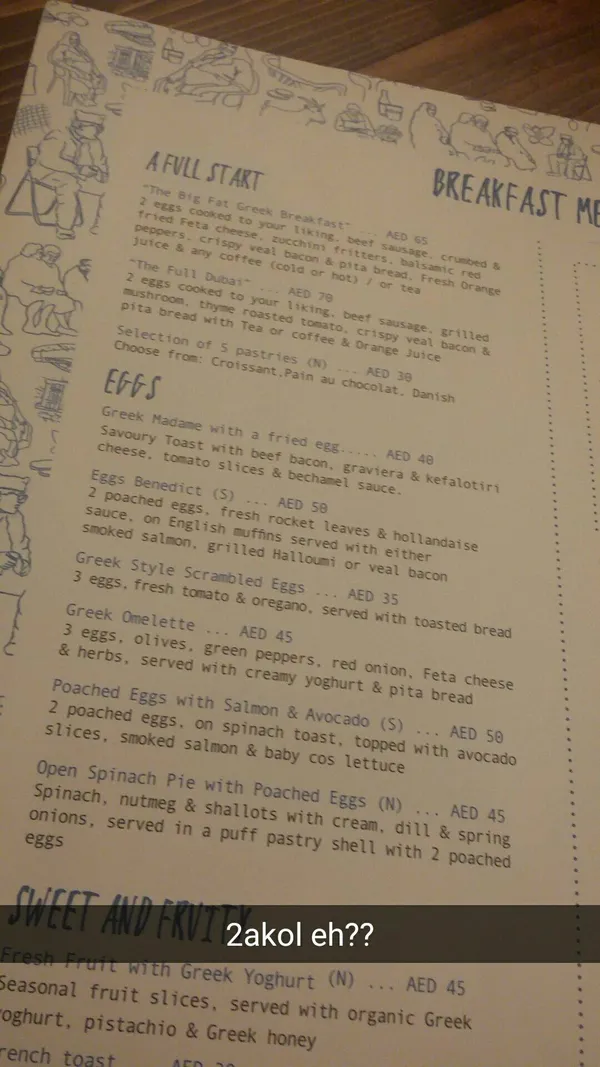 BREAKFAST ME
A FULL START
"The Big Fat Greek Breakfast" ... AED 65
2 eggs cooked to your liking, beef sausage, crumbed &
fried Feta cheese, zucchini fritters, balsamic red
peppers, crispy veal bacon & pita bread, Fresh Orange
juice & any coffee (cold or hot) / or tea
"The Full Dubai" ... AED 70
2 eggs cooked to your liking, beef sausage, grilled
mushroom, thyme roasted tomato, crispy veal bacon &
pita bread with Tea or coffee & Orange Juice
Selection of 5 pastries (N) ... AED 30
Choose from: Croissant,Pain au chocolat, Danish
EGGS
Greek Madame with a fried egg..... AED 40
Savoury Toast with beef bacon, graviera & kefalotiri
cheese, tomato slices & bechamel sauce.
Eggs Benedict (S) ... AED 50
2 poached eggs, fresh rocket leaves & hollandaise
sauce, on English muffins served with either
smoked salmon, grilled Halloumi or veal bacon
Greek Style Scrambled Eggs ... AED 35
3 eggs, fresh tomato & oregano, served with toasted bread
Greek Omelette ... AED 45
3 eggs, olives, green peppers, red onion, Feta cheese
& herbs, served with creamy yoghurt & pita bread
Poached Eggs with Salmon & Avocado (S) ... AED 50
2 poached eggs, on spinach toast, topped with avocado
slices, smoked salmon & baby cos lettuce
Open Spinach Pie with Poached Eggs (N) ... AED 45
Spinach, nutmeg & shallots with cream, dill & spring
onions, served in a puff pastry shell with 2 poached
eggs
SWEET AND FRUITY
2akol eh??
Fresh Fruit with Greek Yoghurt (N) ... AED 45
Seasonal fruit slices, served with organic Greek
yoghurt, pistachio & Greek honey
rench toast AED